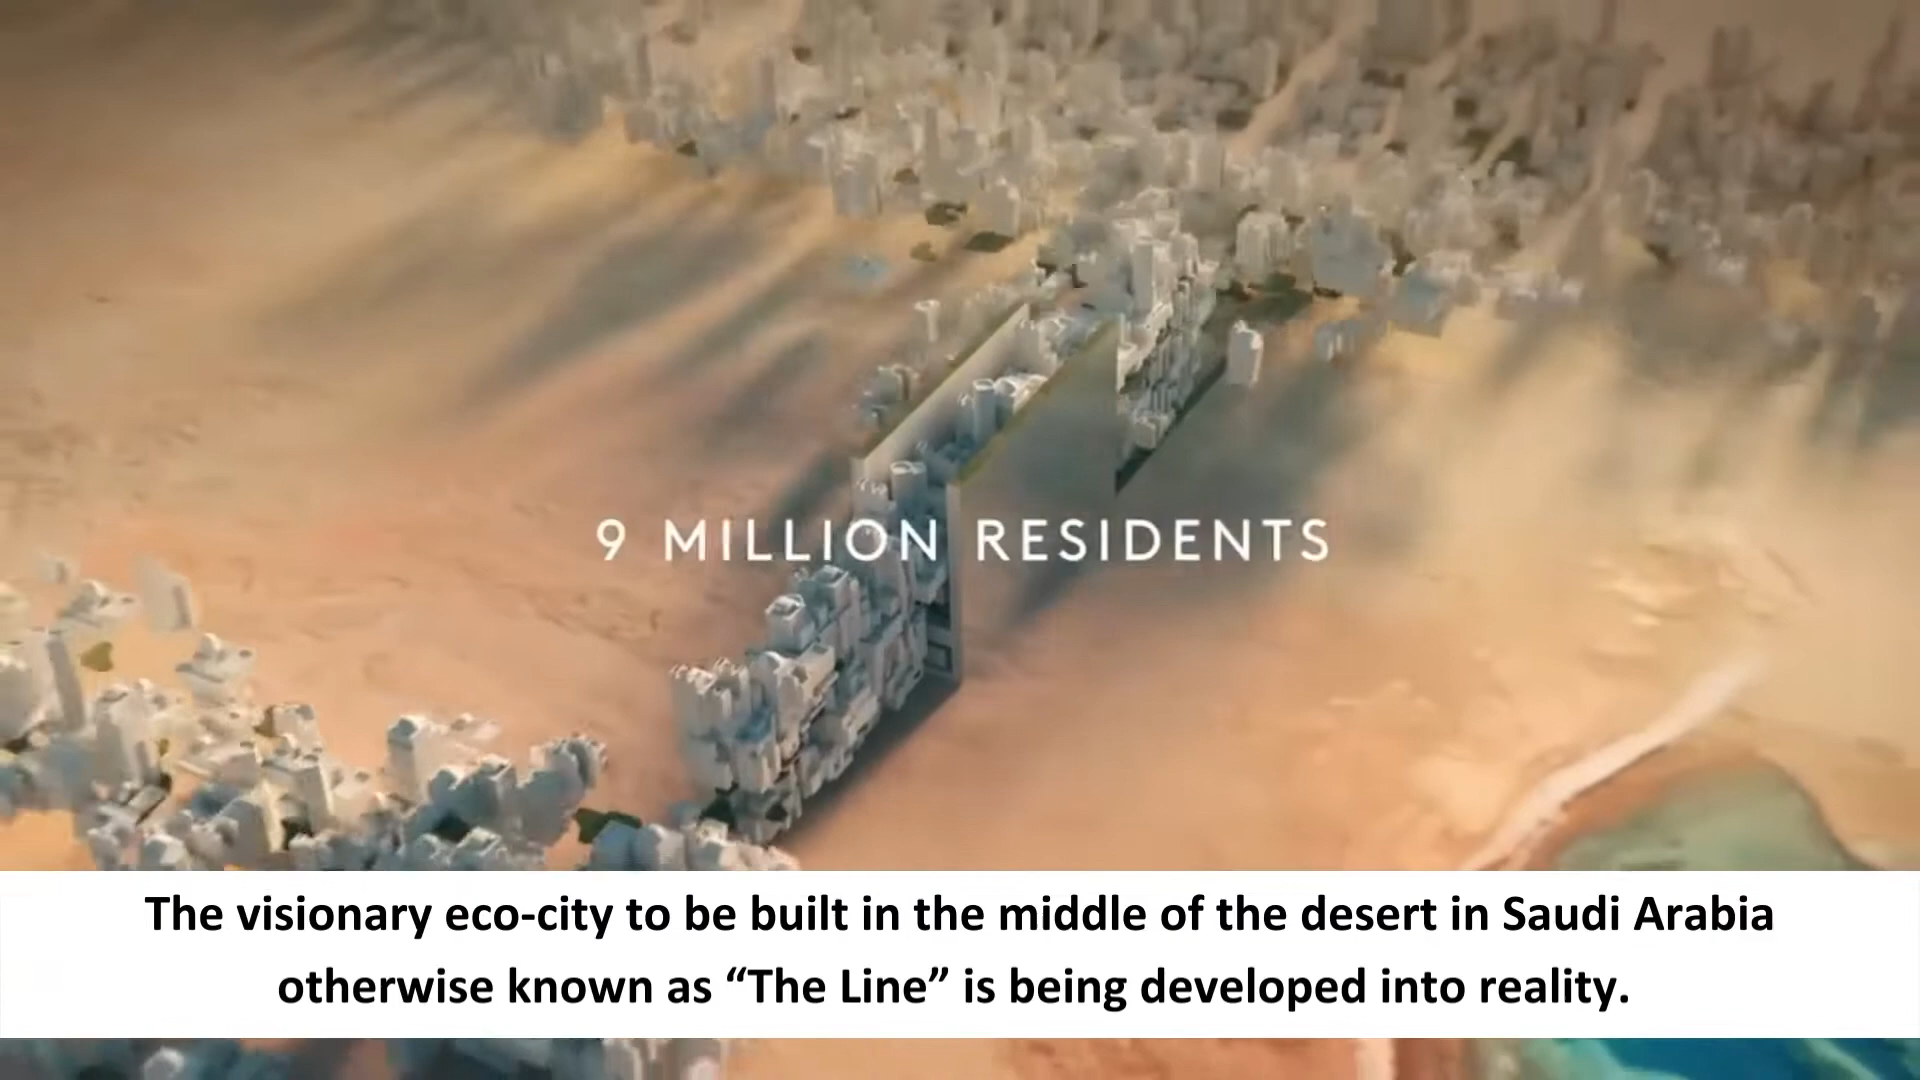 9 MILLION RESIDENTS
The visionary eco-city to be built in the middle of the desert in Saudi Arabia
otherwise known as “The Line” is being developed into reality.